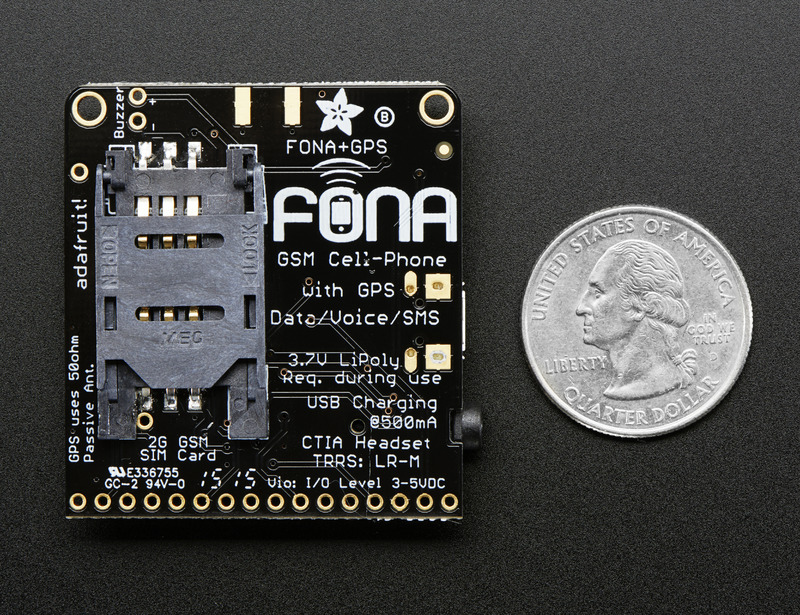 Buzzer
+
-
B
FONA+GPS
FONA
adafruit!
OPEN
LOCK
MEC
GSM Cell-Phone
with GPS
Data/Voice/SMS
3.7V LiPoly
Req. during use
USB Charging
@500mA
CTIA Headset
TRRS: LR-M
GPS uses 50ohm
Passive Ant.
2G GSM
SIM Card
E336755
GC-2 94V-0
1515
Vio: I/O Level 3-5VDC
UNITED STATES OF AMERICA
IN
GOD WE
TRUST
LIBERTY
QUARTER DOLLAR